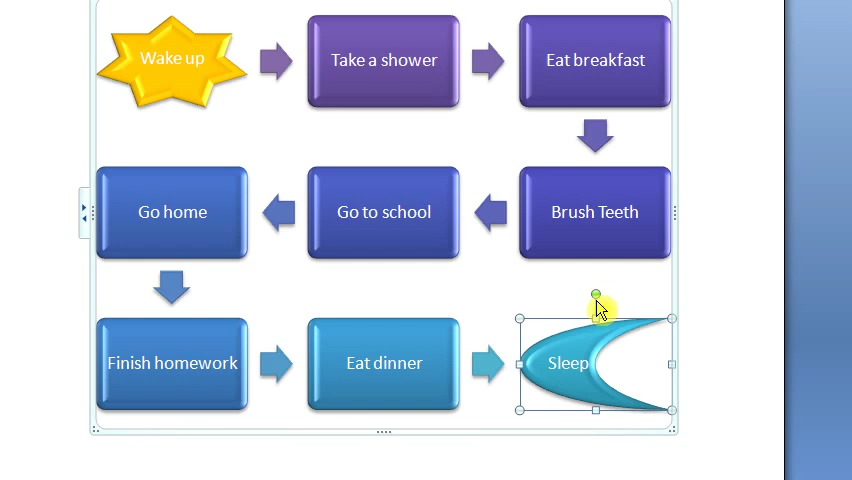 Wake up
Take a shower
Eat breakfast
Go home
Go to school
Brush Teeth
Finish homework
Eat dinner
Sleep